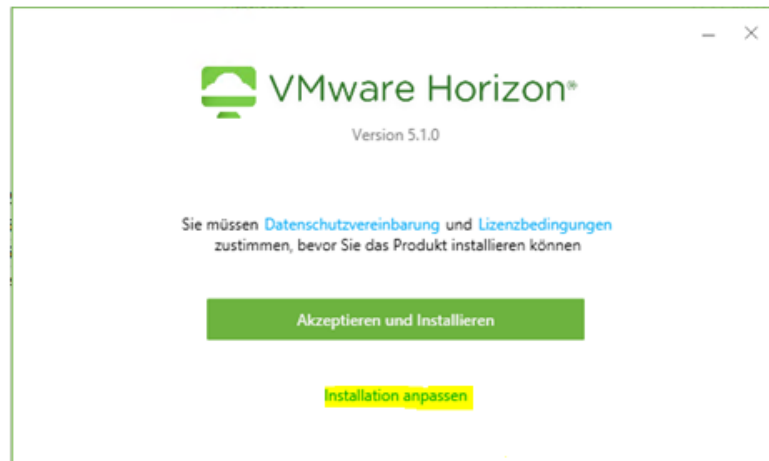 VMware Horizon®
Version 5.1.0
Sie müssen Datenschutzvereinbarung und Lizenzbedingungen
zustimmen, bevor Sie das Produkt installieren können
Akzeptieren und Installieren
Installation anpassen